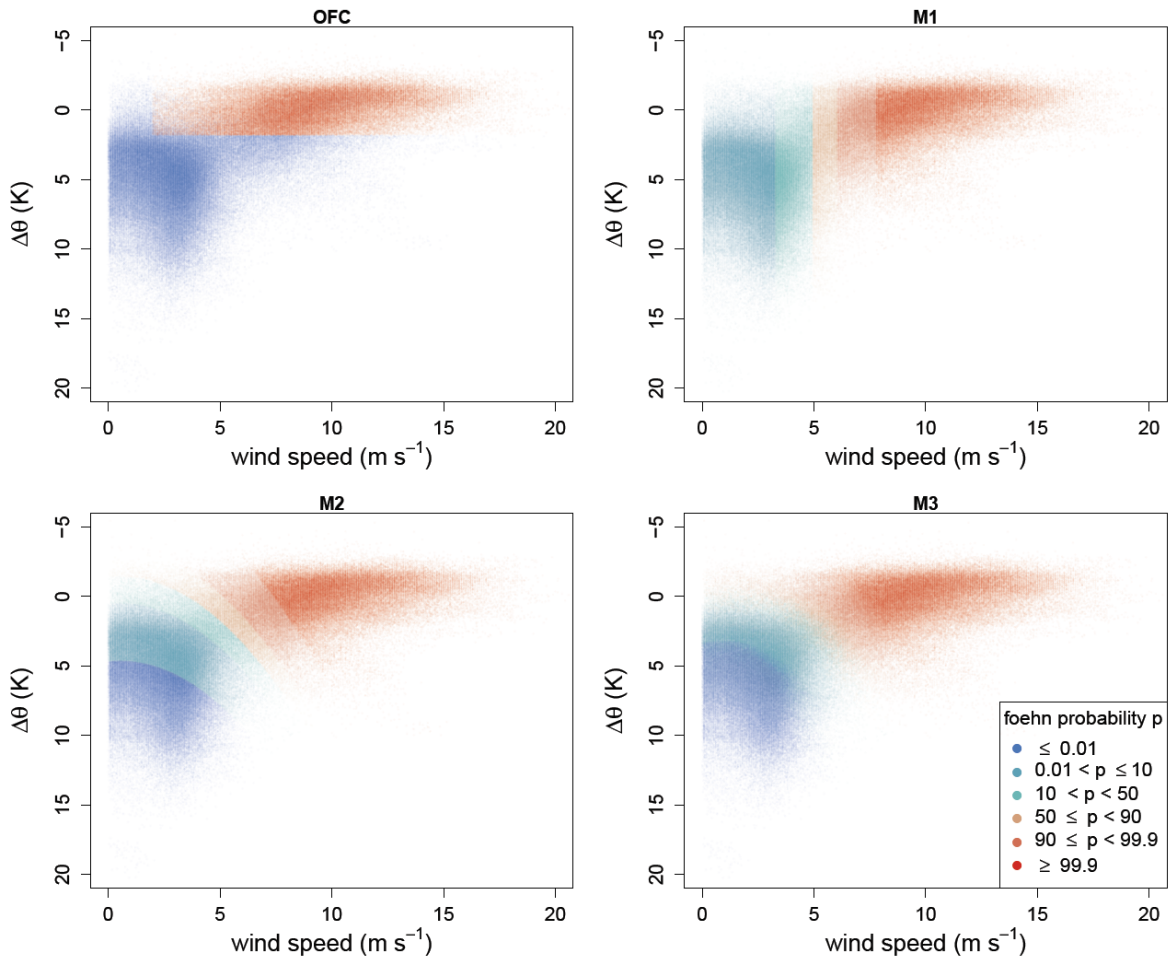 OFC
−5
0
5
10
15
20
Δθ (K)
0 5 10 15 20
wind speed (m s⁻¹)
M1
−5
0
5
10
15
20
Δθ (K)
0 5 10 15 20
wind speed (m s⁻¹)
M2
−5
0
5
10
15
20
Δθ (K)
0 5 10 15 20
wind speed (m s⁻¹)
M3
−5
0
5
10
15
20
Δθ (K)
0 5 10 15 20
wind speed (m s⁻¹)
foehn probability p
≤ 0.01
0.01 < p ≤ 10
10 < p < 50
50 ≤ p < 90
90 ≤ p < 99.9
≥ 99.9